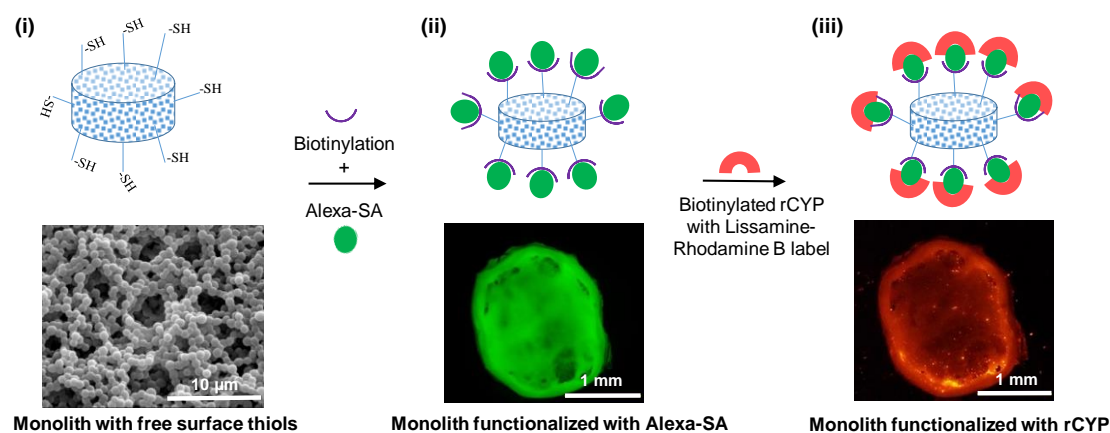 (i)
-SH
-SH
-SH
-SH
-SH
-SH
-SH
-SH
Biotinylation
+
Alexa-SA
(ii)
Biotinylated rCYP
with Lissamine-
Rhodamine B label
(iii)
10 µm
1 mm
1 mm
Monolith with free surface thiols
Monolith functionalized with Alexa-SA
Monolith functionalized with rCYP